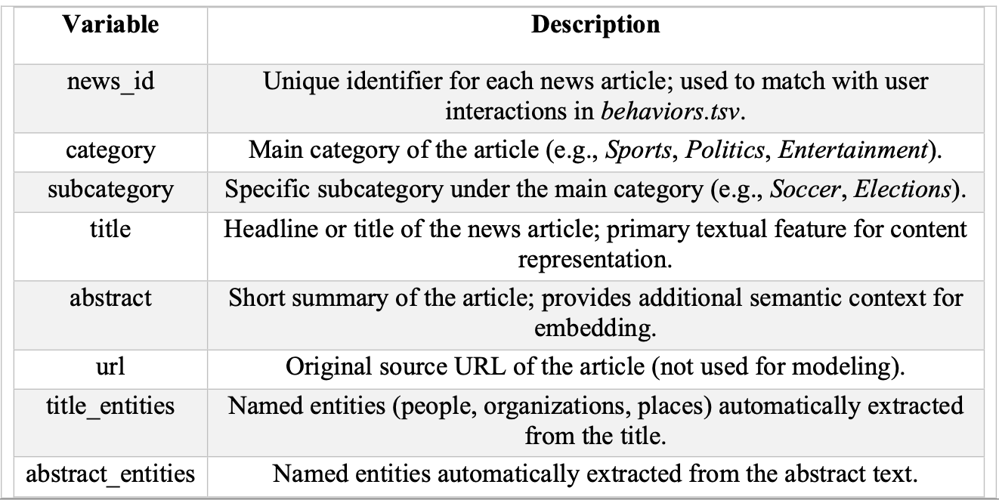 Variable Description
news_id Unique identifier for each news article; used to match with user
interactions in behaviors.tsv.
category Main category of the article (e.g., Sports, Politics, Entertainment).
subcategory Specific subcategory under the main category (e.g., Soccer, Elections).
title Headline or title of the news article; primary textual feature for content
representation.
abstract Short summary of the article; provides additional semantic context for
embedding.
url Original source URL of the article (not used for modeling).
title_entities Named entities (people, organizations, places) automatically extracted
from the title.
abstract_entities Named entities automatically extracted from the abstract text.